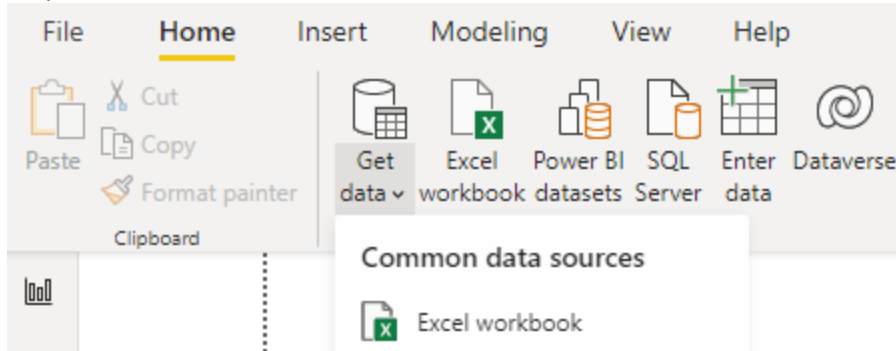 File Home Insert Modeling View Help
Cut
Copy
Paste
Format painter
Clipboard
Get data
Excel workbook
Power BI datasets
SQL Server
Enter data
Dataverse
Common data sources
Excel workbook